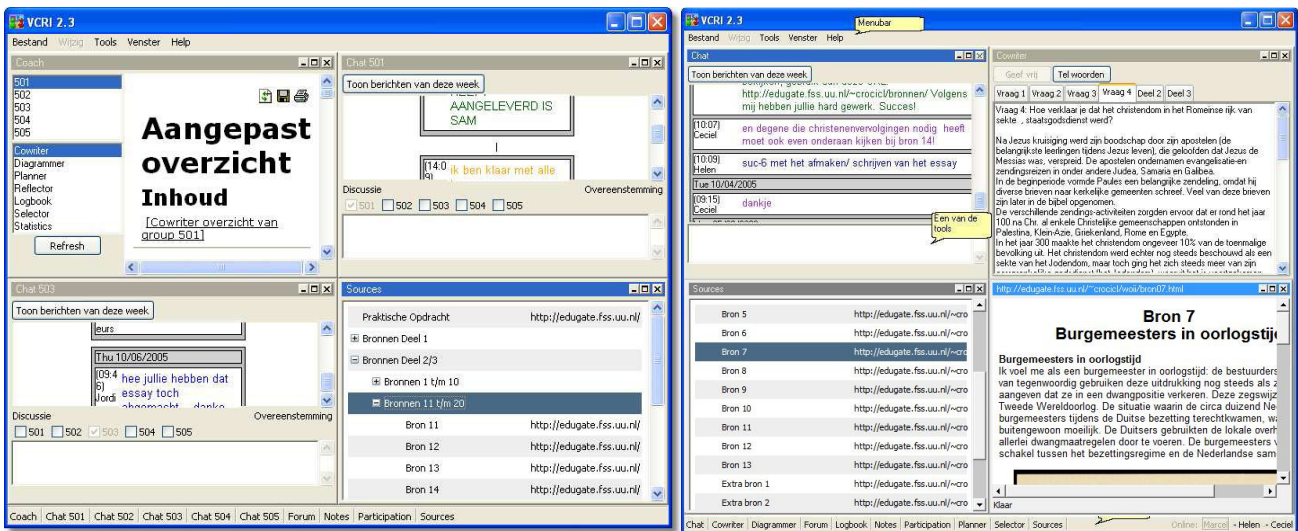 VCRI 2.3
Bestand Wijzig Tools Venster Help
Coach
501
502
503
504
505
Cowriter
Diagrammer
Planner
Reflector
Logbook
Selector
Statistics
Refresh
Aangepast
overzicht
Inhoud
[Cowriter overzicht van
group 501]
Chat 501
Toon berichten van deze week
AANGELEVERD IS
SAM
(14:0
9)
ik ben klaar met alle
Discussie Overeenstemming
501 502 503 504 505
Chat 503
Toon berichten van deze week
eurs
Thu 10/06/2005
(09:4
6)
Jordi
hee jullie hebben dat
essay toch
Discussie Overeenstemming
501 502 503 504 505
Sources
Praktische Opdracht http://edugate.fss.uu.nl/
Bronnen Deel 1
Bronnen Deel 2/3
Bronnen 1 t/m 10
Bronnen 11 t/m 20
Bron 11 http://edugate.fss.uu.nl/
Bron 12 http://edugate.fss.uu.nl/
Bron 13 http://edugate.fss.uu.nl/
Bron 14 http://edugate.fss.uu.nl/
Coach Chat 501 Chat 502 Chat 503 Chat 504 Chat 505 Forum Notes Participation Sources
VCRI 2.3
Menubar
Bestand Wijzig Tools Venster Help
Chat
Toon berichten van deze week
http://edugate.fss.uu.nl/~crocicl/bronnen/ Volgens
mij hebben jullie hard gewerk. Succes!
(10:07)
Ceciel
en degene die christenenvervolgingen nodig heeft
moet ook even onderaan kijken bij bron 14!
(10:09)
Helen
suc-6 met het afmaken/ schrijven van het essay
Tue 10/04/2005
(09:15)
Ceciel
dankje
Een van de
tools
Cowriter
Geef vrij Tel woorden
Vraag 1 Vraag 2 Vraag 3 Vraag 4 Deel 2 Deel 3
Vraag 4: Hoe verklaar je dat het christendom in het Romeinse rijk van
sekte , staatsgodsdienst werd?
Na Jezus kruisiging werd zijn boodschap door zijn apostelen (de
belangrijkste leerlingen tijdens Jezus leven), die geloofden dat Jezus de
Messias was, verspreid. De apostelen ondernamen evangelisatie-en
zendingsreizen in onder andere Judea, Samaria en Galibea.
In de beginperiode vormde Paules een belangrijke zendeling, omdat hij
diverse brieven naar kerkelijke gemeenten schreef. Veel van deze brieven
zijn later in de bijbel opgenomen.
De verschillende zendings-activiteiten zorgden ervoor dat er rond het jaar
100 na Chr. al enkele Christelijke gemeenschappen ontstonden in
Palestina, Klein-Azie, Griekenland, Rome en Egypte.
In het jaar 300 maakte het christendom ongeveer 10% van de toenmalige
bevolking uit. Het christendom werd echter nog steeds beschouwd als een
sekte van het Jodendom, maar toch ging het zich steeds meer van zijn
Sources
Bron 5 http://edugate.fss.uu.nl/~cro
Bron 6 http://edugate.fss.uu.nl/~cro
Bron 7 http://edugate.fss.uu.nl/~cro
Bron 8 http://edugate.fss.uu.nl/~cro
Bron 9 http://edugate.fss.uu.nl/~cro
Bron 10 http://edugate.fss.uu.nl/~cro
Bron 11 http://edugate.fss.uu.nl/~cro
Bron 12 http://edugate.fss.uu.nl/~cro
Bron 13 http://edugate.fss.uu.nl/~cro
Extra bron 1 http://edugate.fss.uu.nl/~cro
Extra bron 2 http://edugate.fss.uu.nl/~cro
http://edugate.fss.uu.nl/~crocicl/woii/bron07.html
Bron 7
Burgemeesters in oorlogstijd
Burgemeesters in oorlogstijd
Ik voel me als een burgemeester in oorlogstijd: de bestuurders
van tegenwoordig gebruiken deze uitdrukking nog steeds als
aangeven dat ze in een dwangpositie verkeren. Deze zegswijz
Tweede Wereldoorlog. De situatie waarin de circa duizend Ne
burgemeesters tijdens de Duitse bezetting terechtkwamen, wa
buitengewoon moeilijk. De Duitsers gebruikten de lokale overh
allerlei dwangmaatregelen door te voeren. De burgemeesters
schakel tussen het bezettingsregime en de Nederlandse sam
Klaar
Chat Cowriter Diagrammer Forum Logbook Notes Participation Planner Selector Sources Online: Marcel - Helen - Ceciel